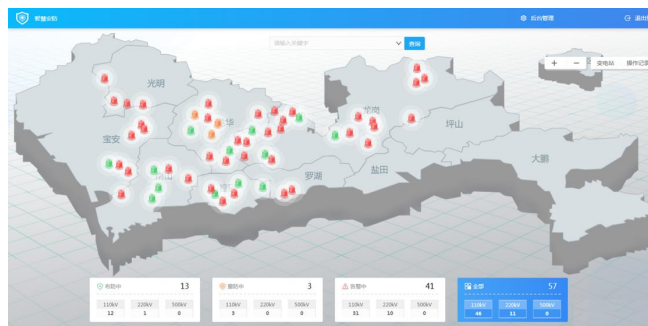 智慧安防
后台管理
退出
请输入关键字
查询
+ − 变电站 操作记录
光明
华
龙岗
坪山
宝安
大鹏
罗湖
盐田
布防中 13
110kV 220kV 500kV
12 1 0
撤防中 3
110kV 220kV 500kV
3 0 0
告警中 41
110kV 220kV 500kV
31 10 0
全部 57
110kV 220kV 500kV
46 11 0